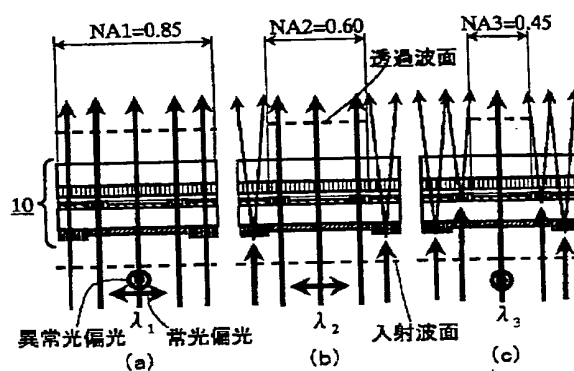 NA1=0.85
NA2=0.60
NA3=0.45
透過波面
10
λ1
λ2
λ3
異常光偏光
常光偏光
入射波面
(a)
(b)
(c)